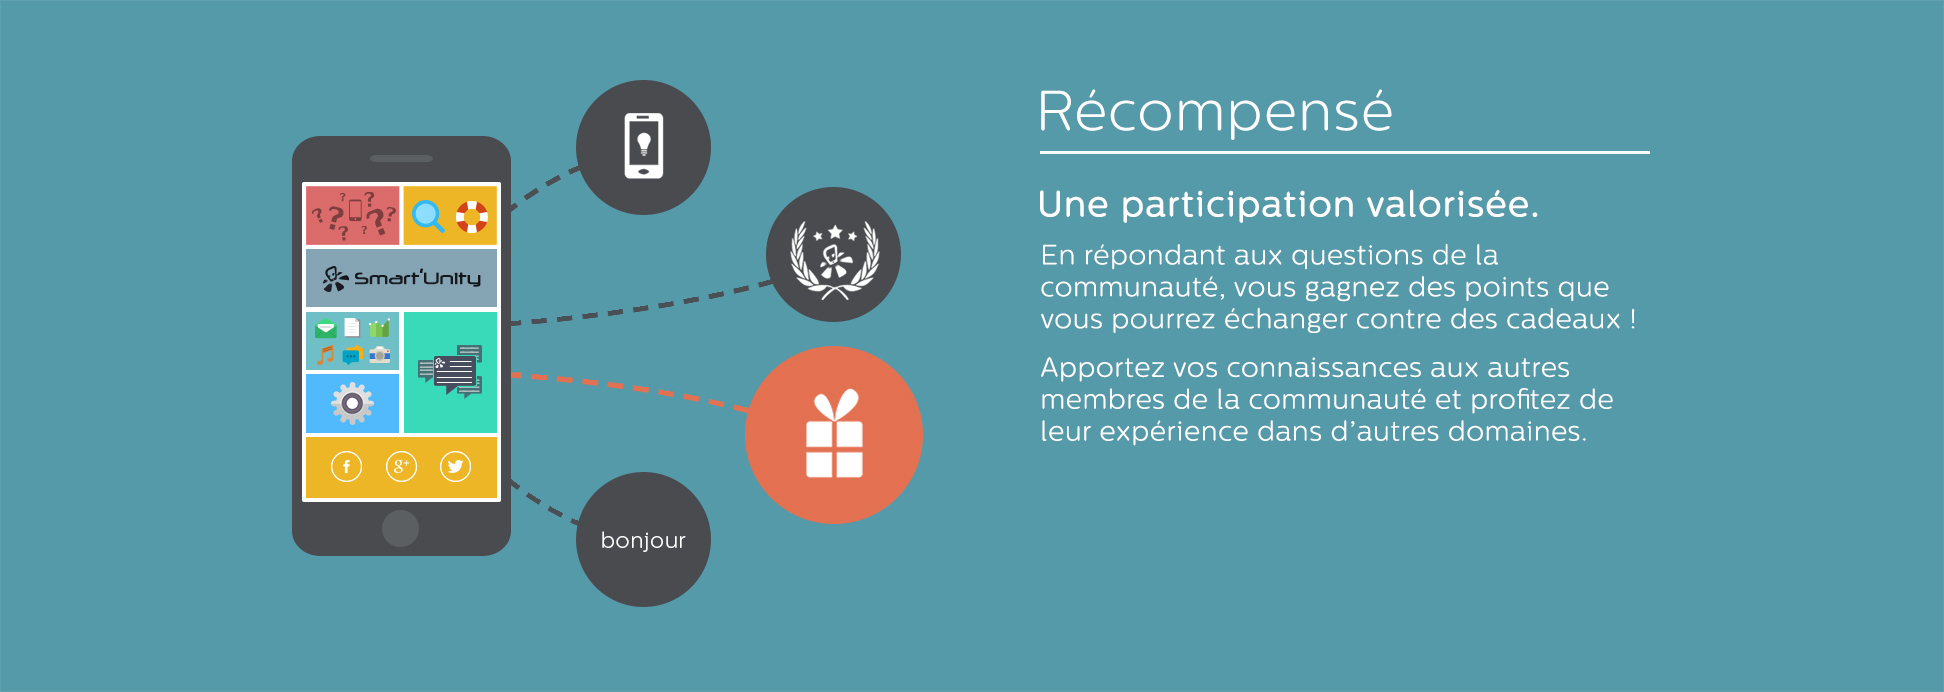 Récompensé
Une participation valorisée.
En répondant aux questions de la
communauté, vous gagnez des points que
vous pourrez échanger contre des cadeaux !
Apportez vos connaissances aux autres
membres de la communauté et profitez de
leur expérience dans d’autres domaines.
? ? ? ? ? ? ? ?
Smart'Unity
f g+
bonjour